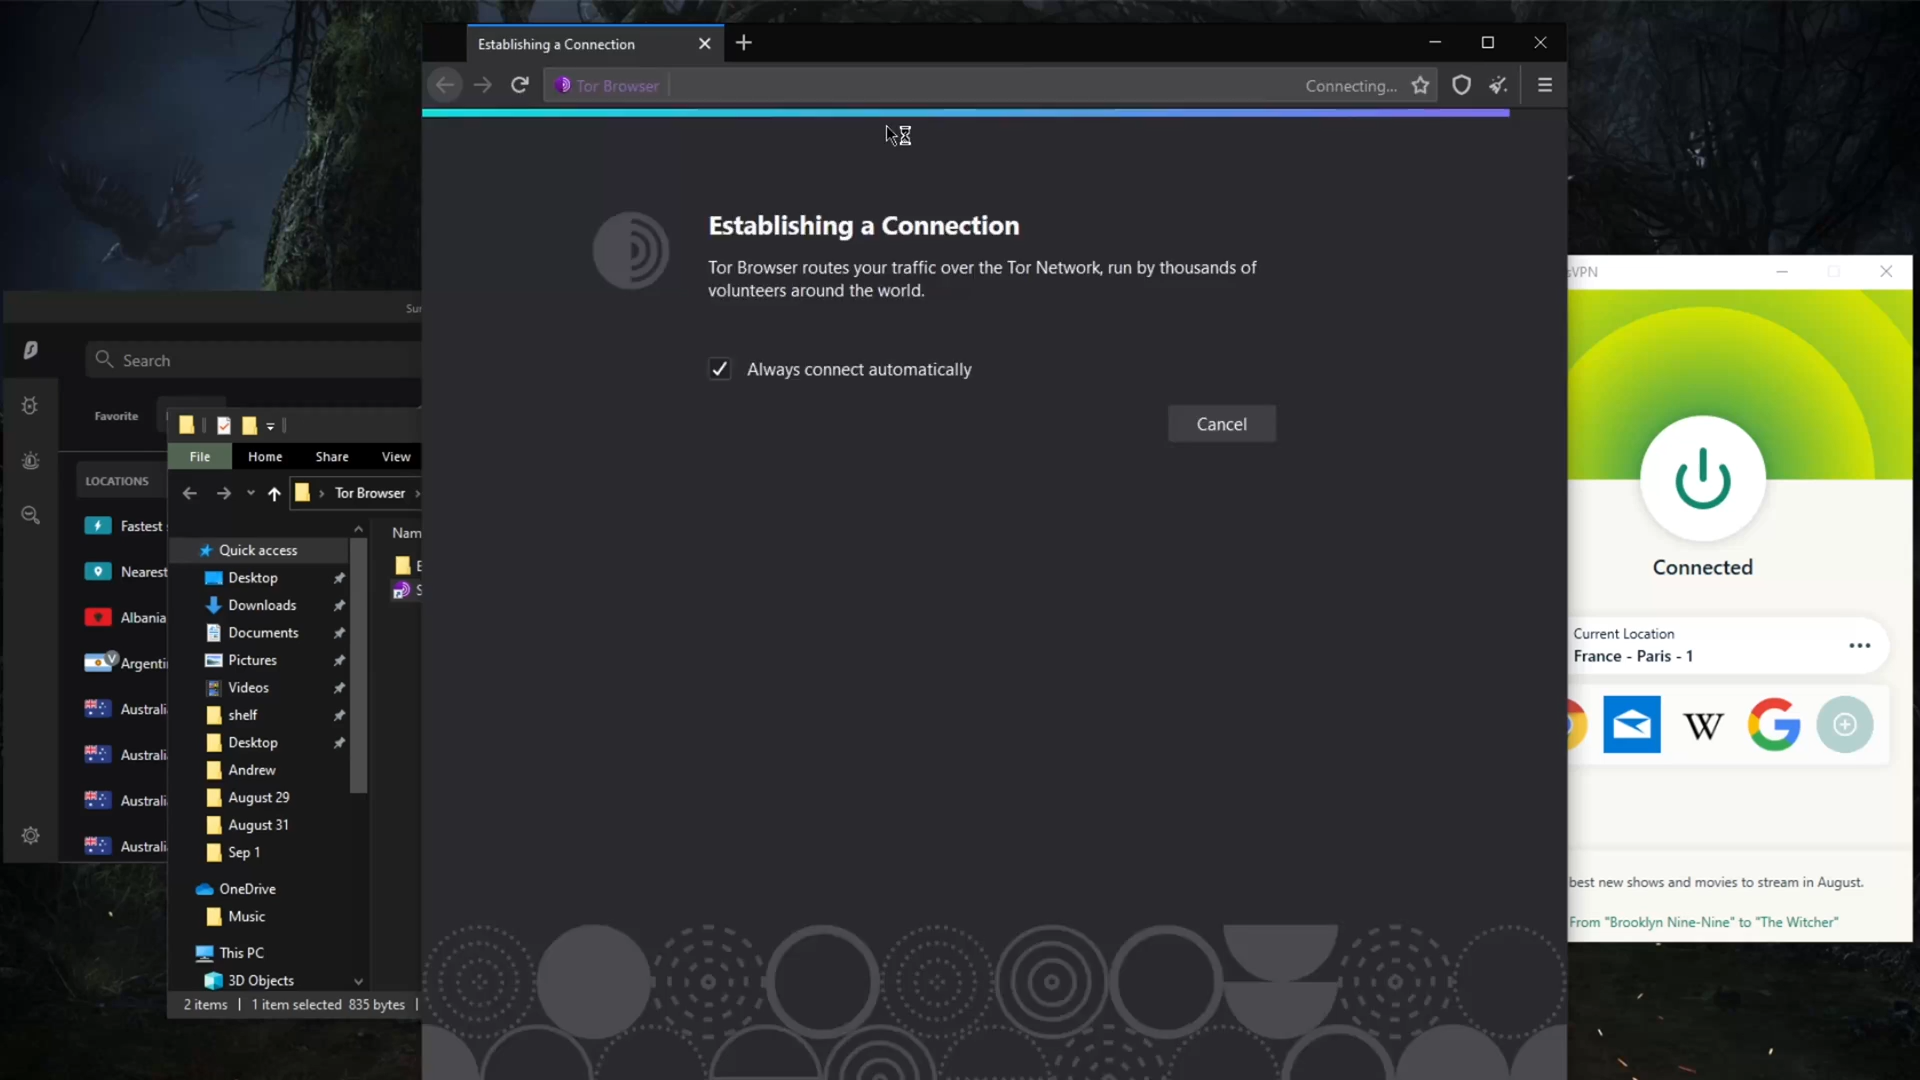 Establishing a Connection
Tor Browser
Connecting...
Establishing a Connection
Tor Browser routes your traffic over the Tor Network, run by thousands of
volunteers around the world.
Always connect automatically
Cancel
Search
Favorite
LOCATIONS
Fastest
Nearest
Albania
Argenti
Australi
Australi
Australi
Australi
File
Home
Share
View
Tor Browser
Nam
Quick access
Desktop
Downloads
Documents
Pictures
Videos
shelf
Desktop
Andrew
August 29
August 31
Sep 1
OneDrive
Music
This PC
3D Objects
2 items
1 item selected 835 bytes
sVPN
Connected
Current Location
France - Paris - 1
W
G
best new shows and movies to stream in August.
From "Brooklyn Nine-Nine" to "The Witcher"